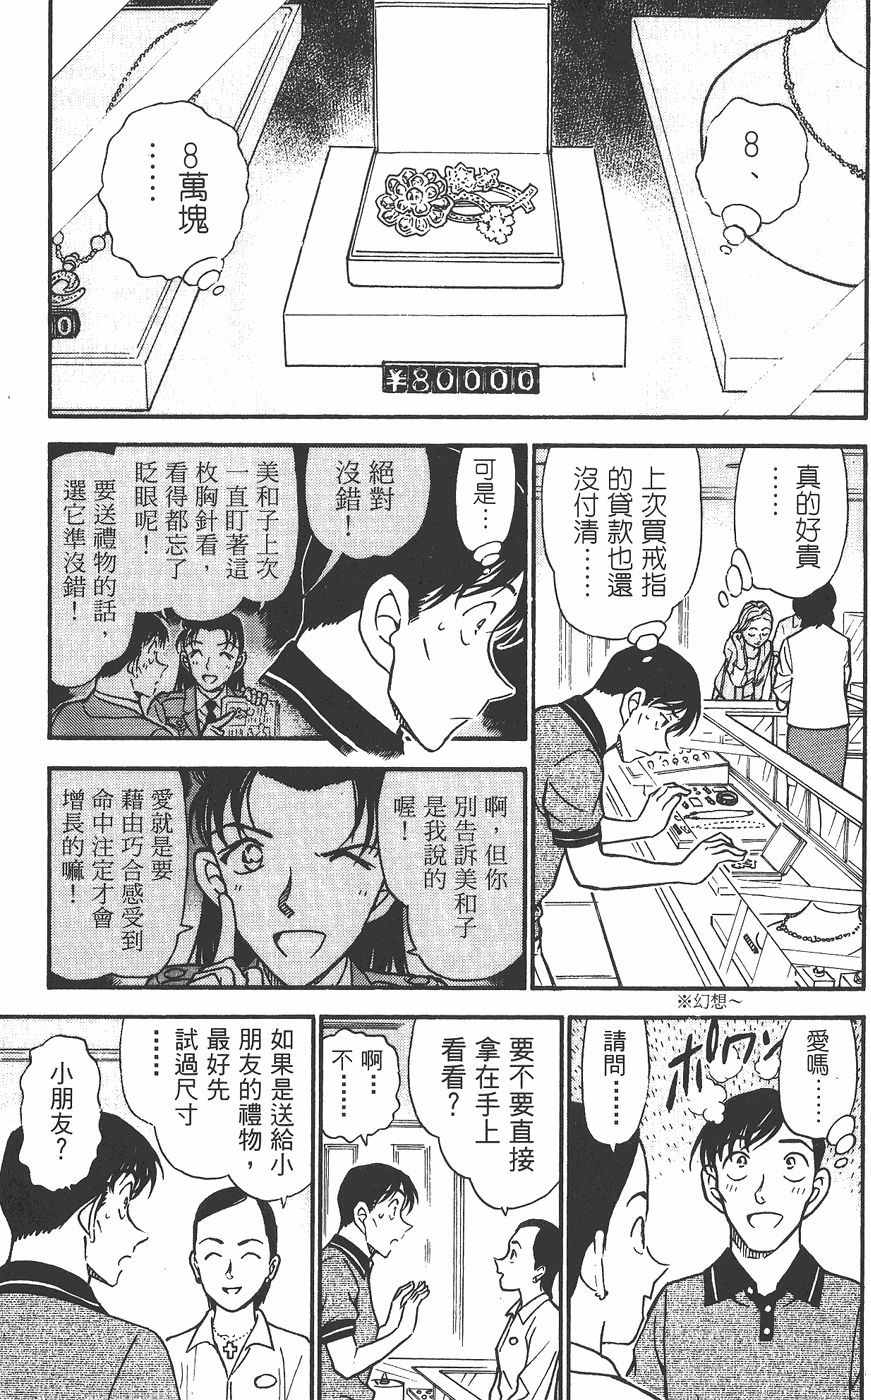 8、
8萬塊
……
¥80000
0
真的好貴
……
上次買戒指
的貸款也還
沒付清……
可是…
絕對
沒錯！
美和子上次
一直盯著這
枚胸針看，
看得都忘了
眨眼呢！
要送禮物的話，
選它準沒錯！
啊，但你
別告訴美和子
是我說的
喔！
愛就是要
藉由巧合感受到
命中注定才會
增長的嘛！
※幻想～
愛嗎…
ポワン
請問……
要不要直接
拿在手上
看看？
啊…
不……
如果是送給小
朋友的禮物，
最好先
試過尺寸
……
小朋友？